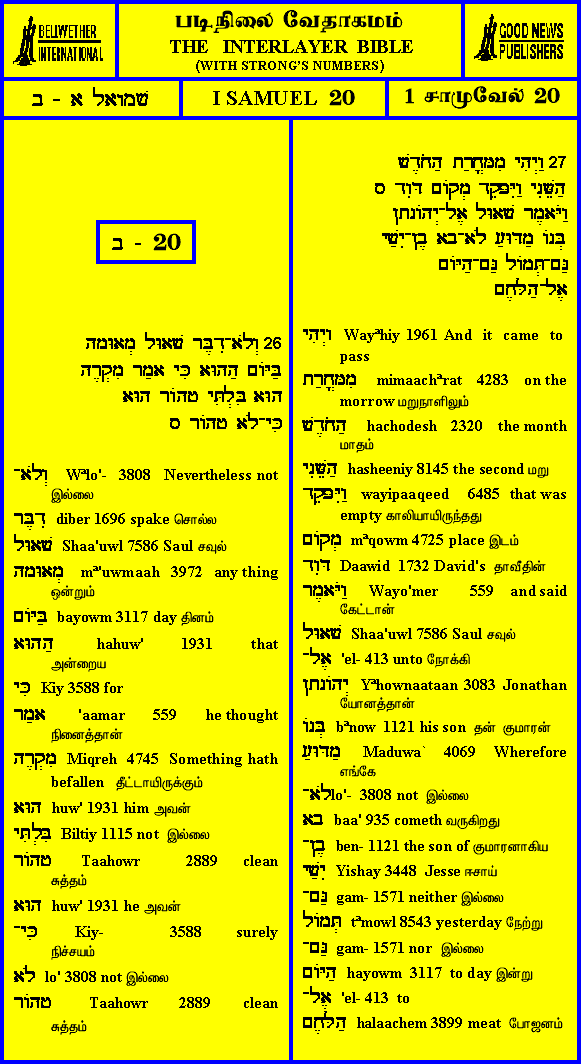 BELLWETHER
INTERNATIONAL
படிநிலை வேதாகமம்
THE INTERLAYER BIBLE
(WITH STRONG'S NUMBERS)
GOOD NEWS
PUBLISHERS
שמואל א - ב
I SAMUEL 20
1 சாமுவேல் 20
20 - ב
26 וְלֹא־דִבֶּר שָׁאוּל מְאוּמָה
בַּיּוֹם הַהוּא כִּי אָמַר מִקְרֶה
הוּא בִּלְתִּי טָהוֹר הוּא
כִּי־לֹא טָהוֹר ס
וְלֹא־ Wᵊlo'- 3808 Nevertheless not
இல்லை
דִבֶּר diber 1696 spake சொல்ல
שָׁאוּל Shaa'uwl 7586 Saul சவுல்
מְאוּמָה mᵊ'uwmaah 3972 any thing
ஒன்றும்
בַּיּוֹם bayowm 3117 day தினம்
הַהוּא hahuw' 1931 that
அன்றைய
כִּי Kiy 3588 for
אָמַר 'aamar 559 he thought
நினைத்தான்
מִקְרֶה Miqreh 4745 Something hath
befallen தீட்டாயிருக்கும்
הוּא huw' 1931 him அவன்
בִּלְתִּי Biltiy 1115 not இல்லை
טָהוֹר Taahowr 2889 clean
சுத்தம்
הוּא huw' 1931 he அவன்
כִּי־ Kiy- 3588 surely
நிச்சயம்
לֹא lo' 3808 not இல்லை
טָהוֹר Taahowr 2889 clean
சுத்தம்
27 וַיְהִי מִמָּחֳרַת הַחֹדֶשׁ
הַשֵּׁנִי וַיִּפָּקֵד מְקוֹם דָּוִד ס
וַיֹּאמֶר שָׁאוּל אֶל־יְהוֹנָתָן
בְּנוֹ מַדּוּעַ לֹא־בָא בֶן־יִשַׁי
גַּם־תְּמוֹל גַּם־הַיּוֹם
אֶל־הַלָּחֶם
וַיְהִי Wayᵊhiy 1961 And it came to
pass
מִמָּחֳרַת mimaachᵊrat 4283 on the
morrow மறுநாளிலும்
הַחֹדֶשׁ hachodesh 2320 the month
மாதம்
הַשֵּׁנִי hasheeniy 8145 the second மறு
וַיִּפָּקֵד wayipaaqeed 6485 that was
empty காலியாயிருந்தது
מְקוֹם mᵊqowm 4725 place இடம்
דָּוִד Daawid 1732 David's தாவீதின்
וַיֹּאמֶר Wayo'mer 559 and said
கேட்டான்
שָׁאוּל Shaa'uwl 7586 Saul சவுல்
אֶל־ 'el- 413 unto நோக்கி
יְהוֹנָתָן Yᵊhownaataan 3083 Jonathan
யோனத்தான்
בְּנוֹ bᵊnow 1121 his son தன் குமாரன்
מַדּוּעַ Maduwa` 4069 Wherefore
எங்கே
לֹא־ lo'- 3808 not இல்லை
בָא baa' 935 cometh வருகிறது
בֶן־ ben- 1121 the son of குமாரனாகிய
יִשַׁי Yishay 3448 Jesse ஈசாய்
גַּם־ gam- 1571 neither இல்லை
תְּמוֹל tᵊmowl 8543 yesterday நேற்று
גַּם־ gam- 1571 nor இல்லை
הַיּוֹם hayowm 3117 to day இன்று
אֶל־ 'el- 413 to
הַלָּחֶם halaachem 3899 meat போஜனம்